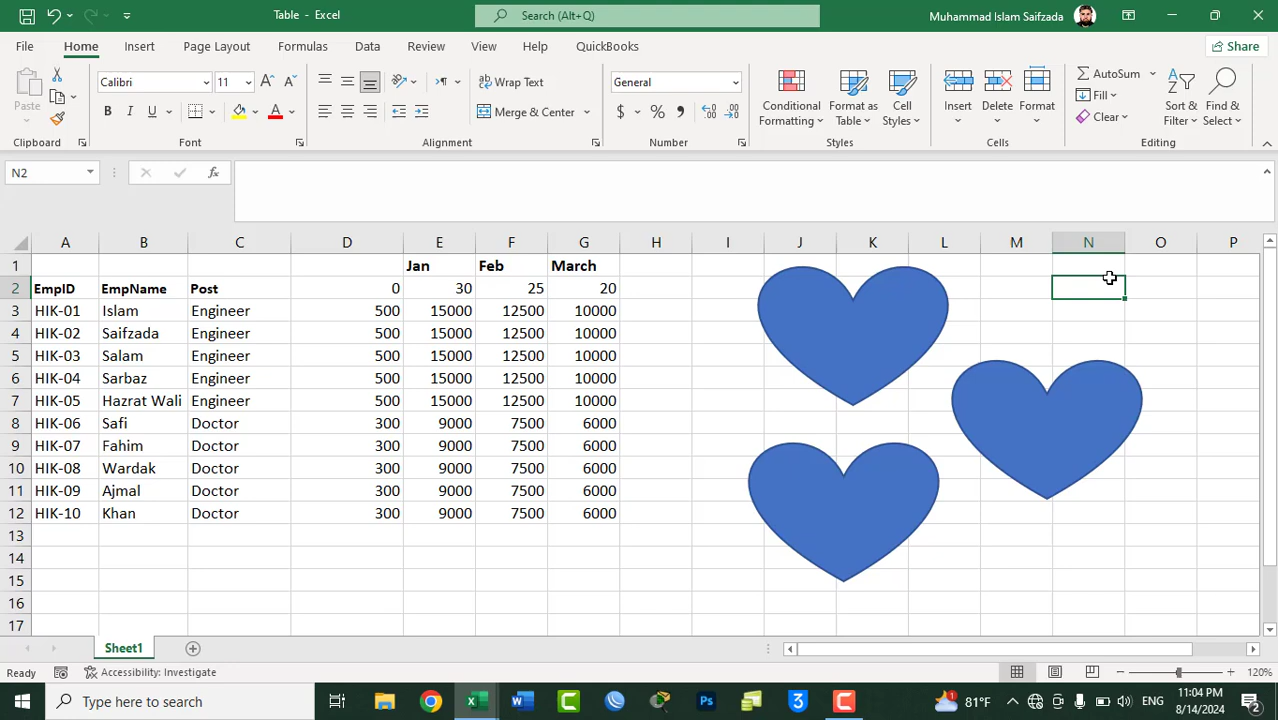 Table - Excel
Search (Alt+Q)
Muhammad Islam Saifzada
File Home Insert Page Layout Formulas Data Review View Help QuickBooks Share
Paste
Calibri 11
B I U
Wrap Text
Merge & Center
General
$ % 9
Conditional Formatting
Format as Table
Cell Styles
Insert
Delete
Format
AutoSum
Fill
Clear
Sort & Filter
Find & Select
Clipboard Font Alignment Number Styles Cells Editing
N2 fx
A B C D E F G H I J K L M N O P
1 Jan Feb March
2 EmpID EmpName Post 0 30 25 20
3 HIK-01 Islam Engineer 500 15000 12500 10000
4 HIK-02 Saifzada Engineer 500 15000 12500 10000
5 HIK-03 Salam Engineer 500 15000 12500 10000
6 HIK-04 Sarbaz Engineer 500 15000 12500 10000
7 HIK-05 Hazrat Wali Engineer 500 15000 12500 10000
8 HIK-06 Safi Doctor 300 9000 7500 6000
9 HIK-07 Fahim Doctor 300 9000 7500 6000
10 HIK-08 Wardak Doctor 300 9000 7500 6000
11 HIK-09 Ajmal Doctor 300 9000 7500 6000
12 HIK-10 Khan Doctor 300 9000 7500 6000
13
14
15
16
17
Sheet1
Ready Accessibility: Investigate 120%
Type here to search
81°F ENG 11:04 PM
8/14/2024
2